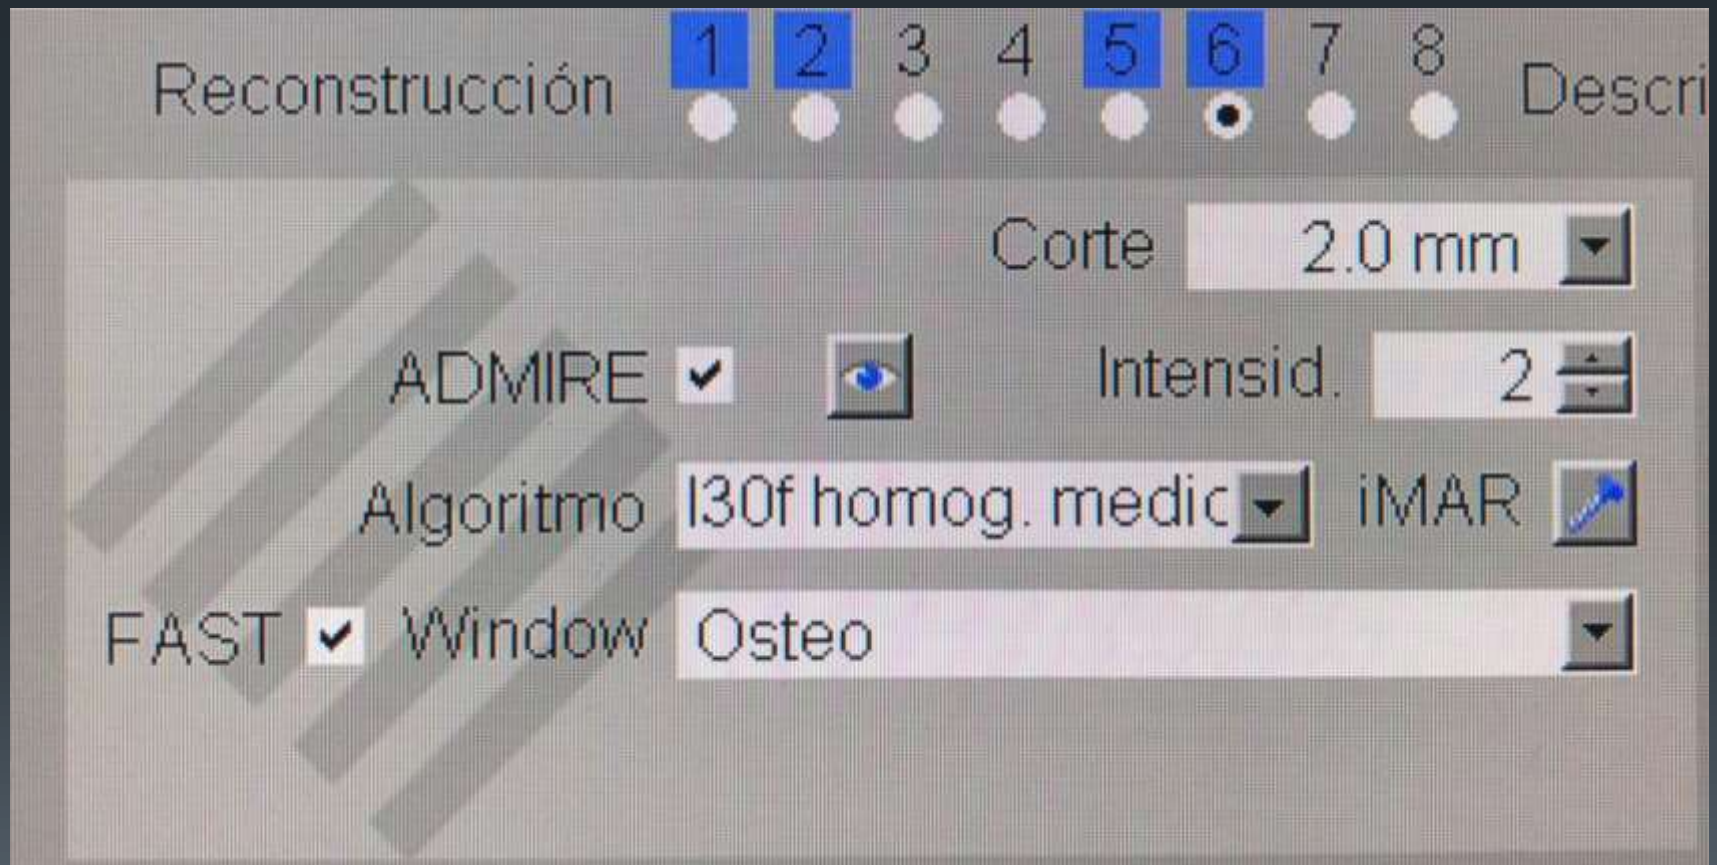 Reconstrucción 1 2 3 4 5 6 7 8 Descri
Corte 2.0 mm
ADMIRE Intensid. 2
Algoritmo I30f homog. medic iMAR
FAST Window Osteo